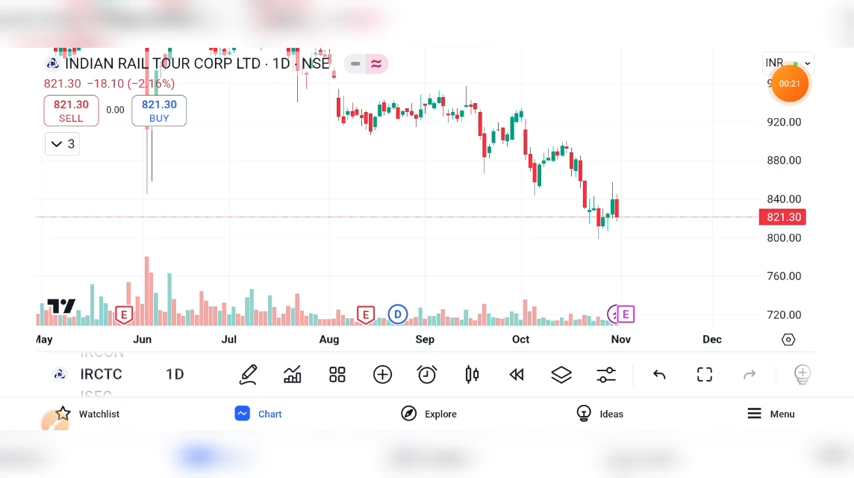 INDIAN RAIL TOUR CORP LTD · 1D · NSE
INR
00:21
821.30 −18.10 (−2.16%)
821.30
SELL
0.00
821.30
BUY
3
920.00
880.00
840.00
821.30
800.00
760.00
720.00
E
E
D
E
May
Jun
Jul
Aug
Sep
Oct
Nov
Dec
IRCON
IRCTC
1D
ISEC
Watchlist
Chart
Explore
Ideas
Menu